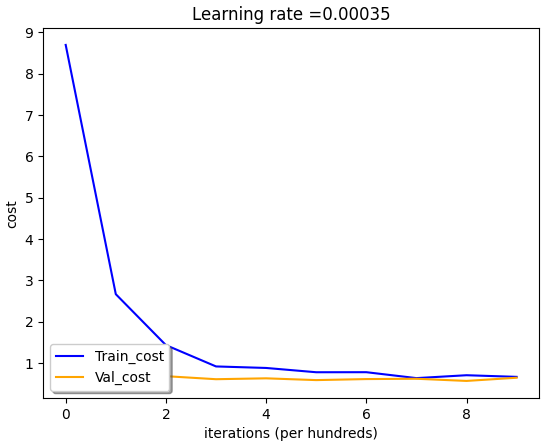 Learning rate =0.00035
9
8
7
6
5
4
3
2
1
cost
Train_cost
Val_cost
0 2 4 6 8
iterations (per hundreds)